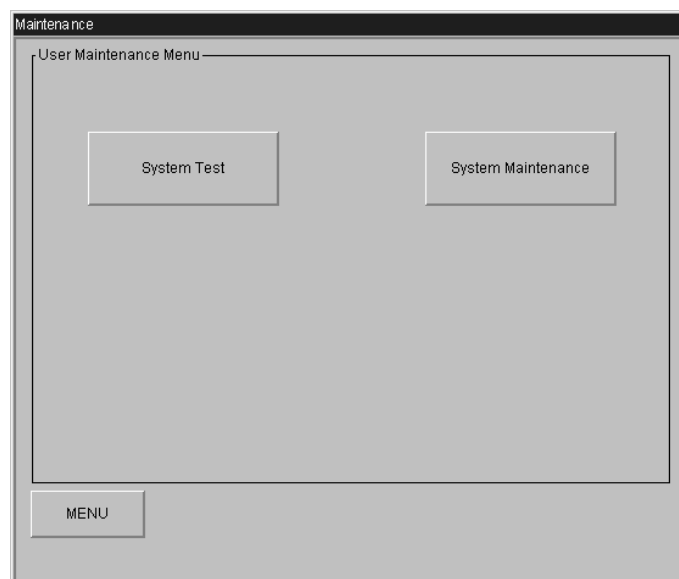 Maintenance
User Maintenance Menu
System Test
System Maintenance
MENU